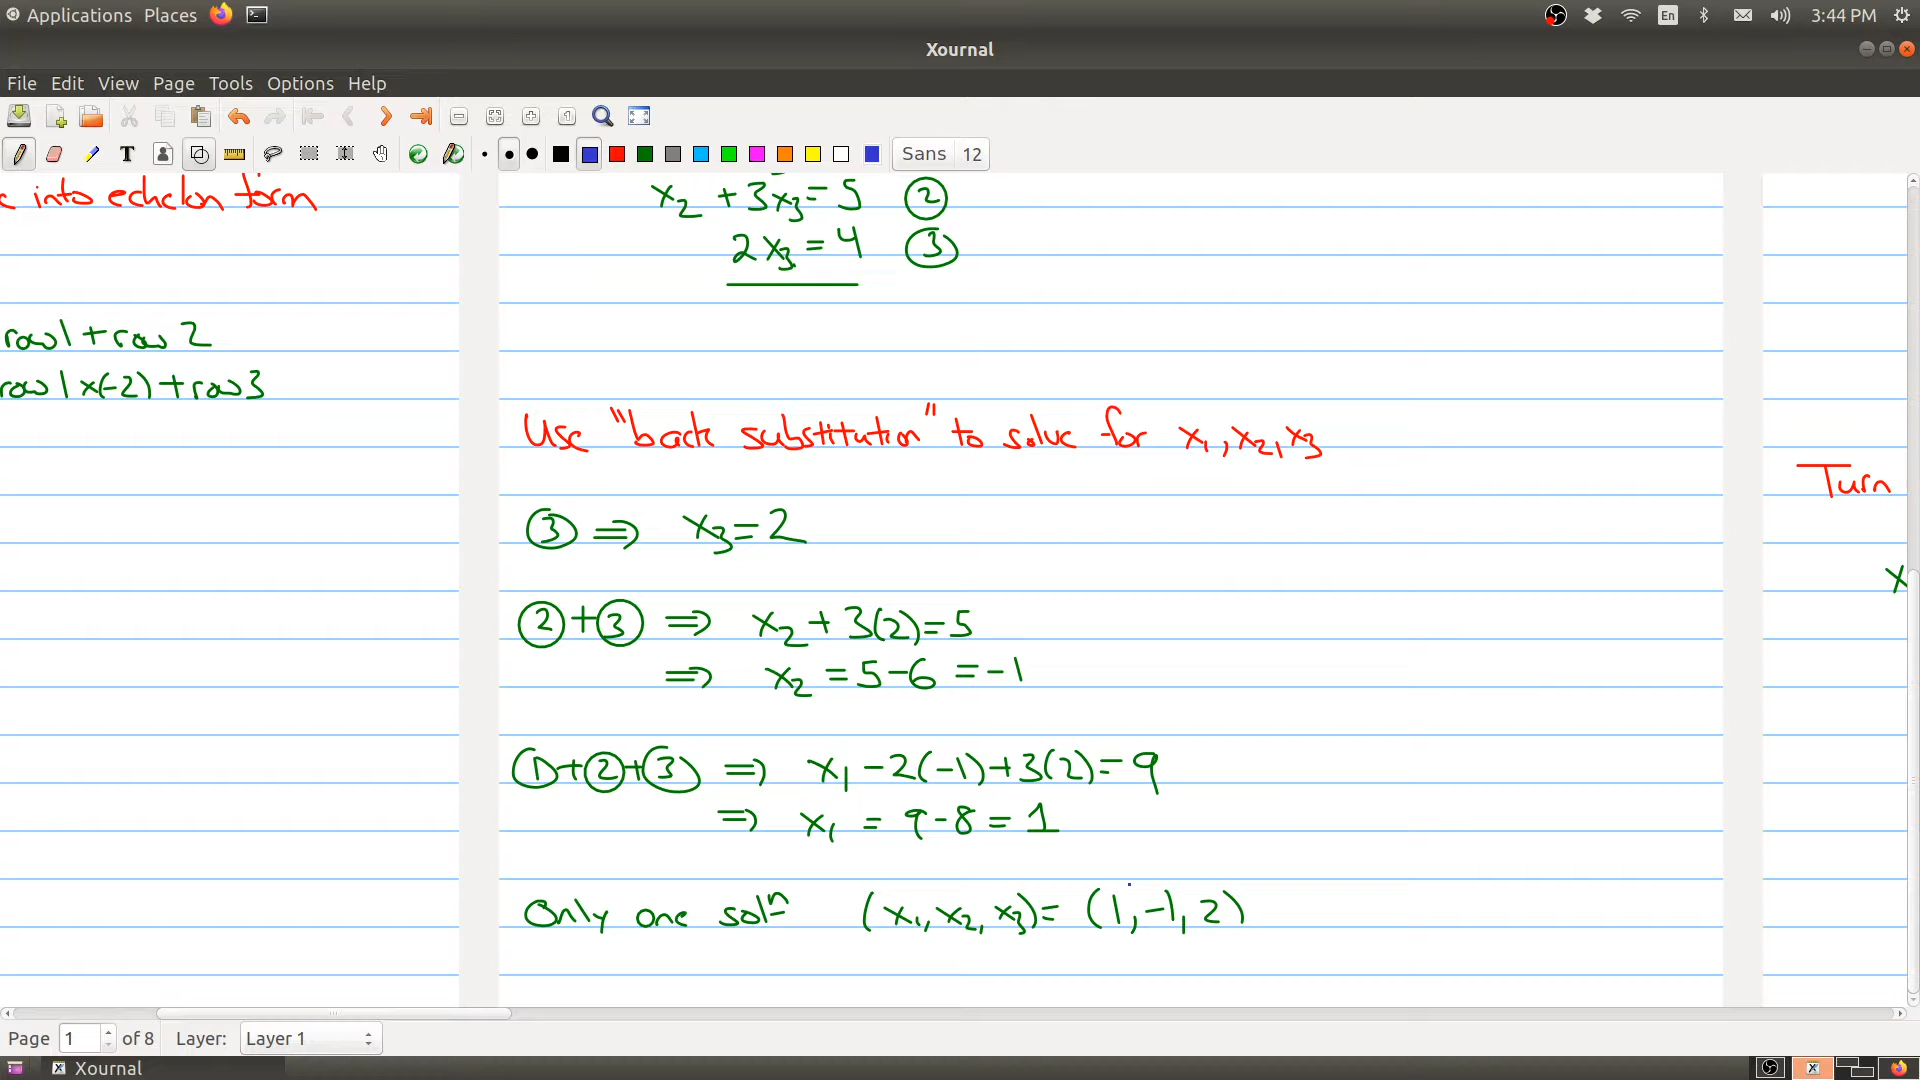 Applications Places En 3:44 PM
Xournal
File Edit View Page Tools Options Help
Sans 12
into echelon form
row1 + row 2
row 1 x(-2) + row3
x₂ + 3x₃ = 5 ②
2x₃ = 4 ③
Use "back substitution" to solve for x₁, x₂, x₃
③ ⇒ x₃ = 2
② + ③ ⇒ x₂ + 3(2) = 5
⇒ x₂ = 5 - 6 = -1
① + ② + ③ ⇒ x₁ - 2(-1) + 3(2) = 9
⇒ x₁ = 9 - 8 = 1
Only one solⁿ (x₁, x₂, x₃) = (1, -1, 2)
Turn
x
Page 1 of 8 Layer: Layer 1
Xournal